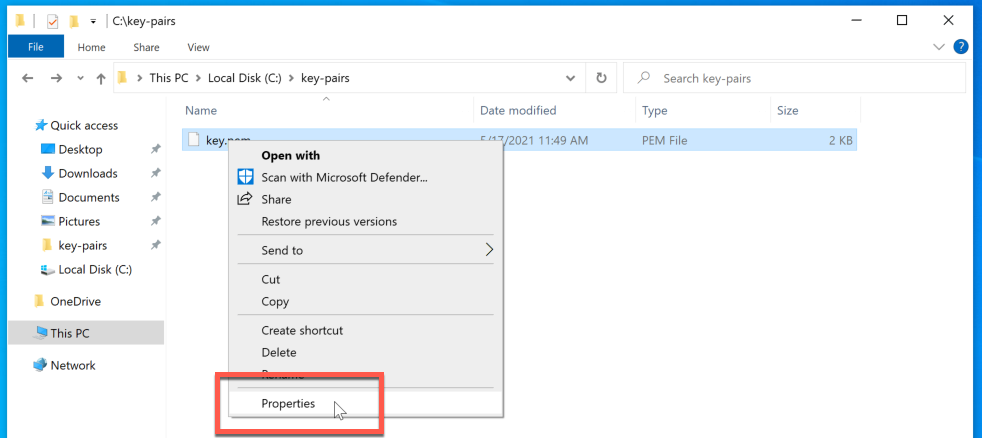 C:\key-pairs
File Home Share View
This PC Local Disk (C:) key-pairs Search key-pairs
Name Date modified Type Size
key.pem 5/17/2021 11:49 AM PEM File 2 KB
Quick access
Desktop
Downloads
Documents
Pictures
key-pairs
Local Disk (C:)
OneDrive
This PC
Network
Open with
Scan with Microsoft Defender...
Share
Restore previous versions
Send to
Cut
Copy
Create shortcut
Delete
Rename
Properties